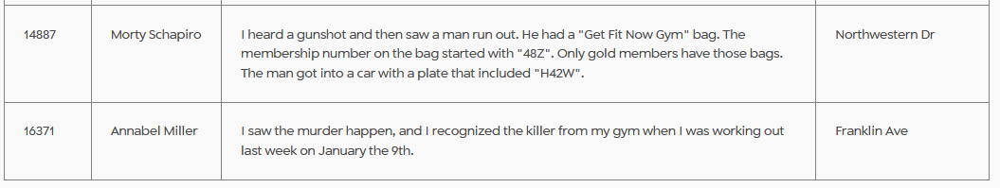 14887 Morty Schapiro I heard a gunshot and then saw a man run out. He had a "Get Fit Now Gym" bag. The Northwestern Dr
membership number on the bag started with "48Z". Only gold members have those bags.
The man got into a car with a plate that included "H42W".
16371 Annabel Miller I saw the murder happen, and I recognized the killer from my gym when I was working out Franklin Ave
last week on January the 9th.